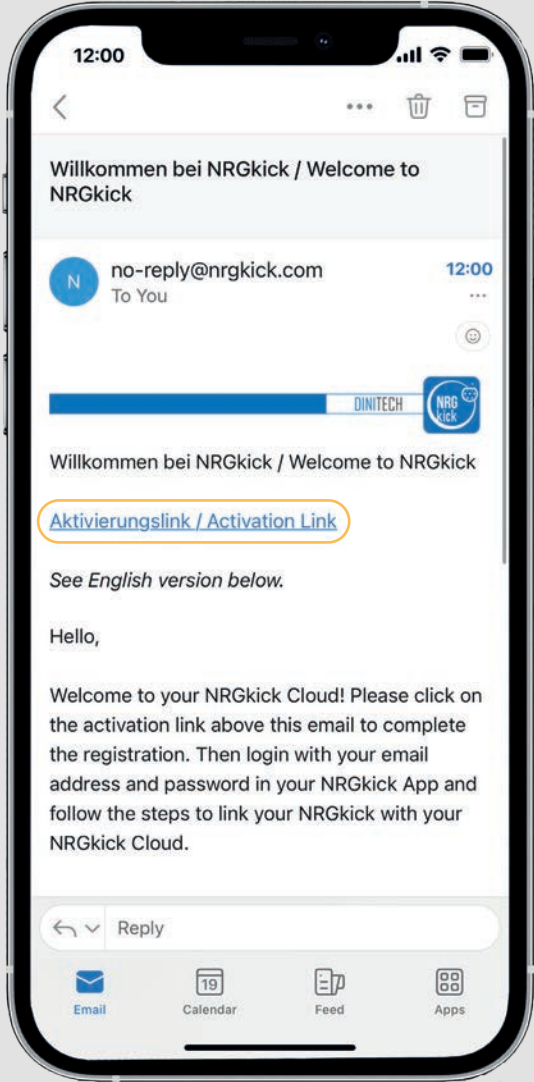 12:00
Willkommen bei NRGkick / Welcome to
NRGkick
N
no-reply@nrgkick.com
12:00
To You
DINITECH
NRG
kick
Willkommen bei NRGkick / Welcome to NRGkick
Aktivierungslink / Activation Link
See English version below.
Hello,
Welcome to your NRGkick Cloud! Please click on
the activation link above this email to complete
the registration. Then login with your email
address and password in your NRGkick App and
follow the steps to link your NRGkick with your
NRGkick Cloud.
Reply
19
Email
Calendar
Feed
Apps